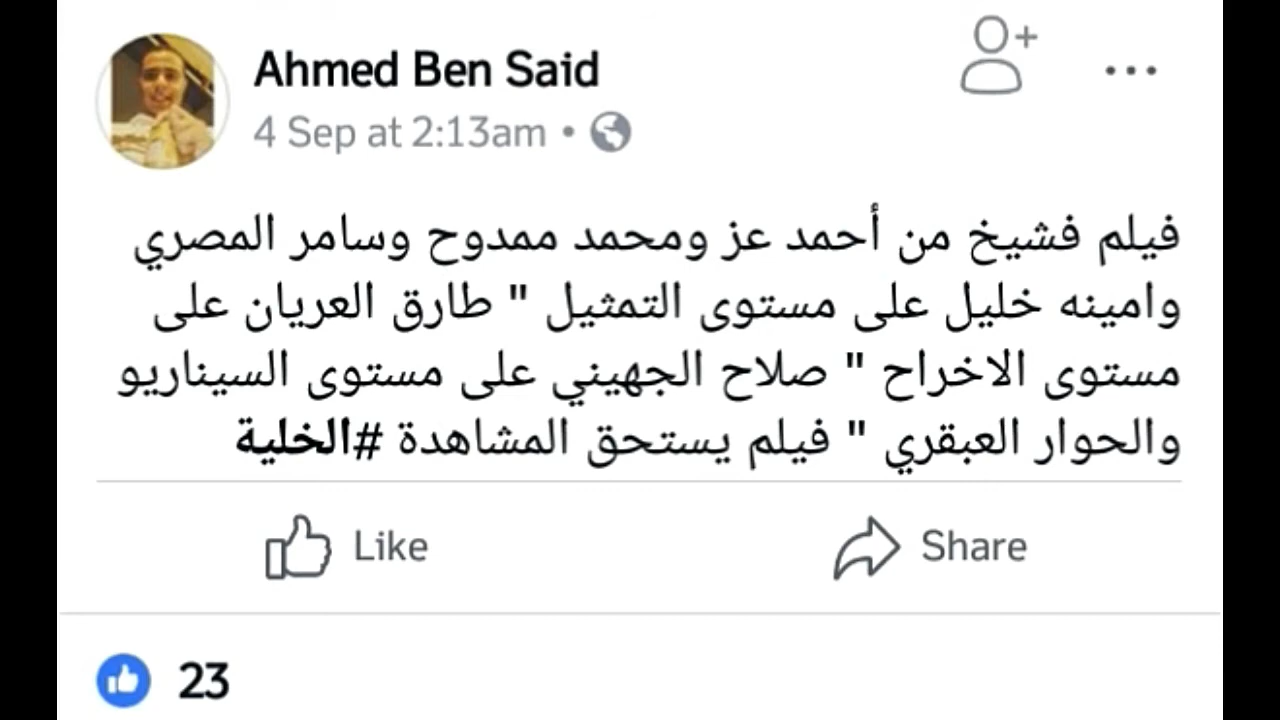 Ahmed Ben Said
4 Sep at 2:13am •
فيلم فشيخ من أحمد عز ومحمد ممدوح وسامر المصري
وامينه خليل على مستوى التمثيل " طارق العريان على
مستوى الاخراح " صلاح الجهيني على مستوى السيناريو
والحوار العبقري " فيلم يستحق المشاهدة #الخلية
Like
Share
23